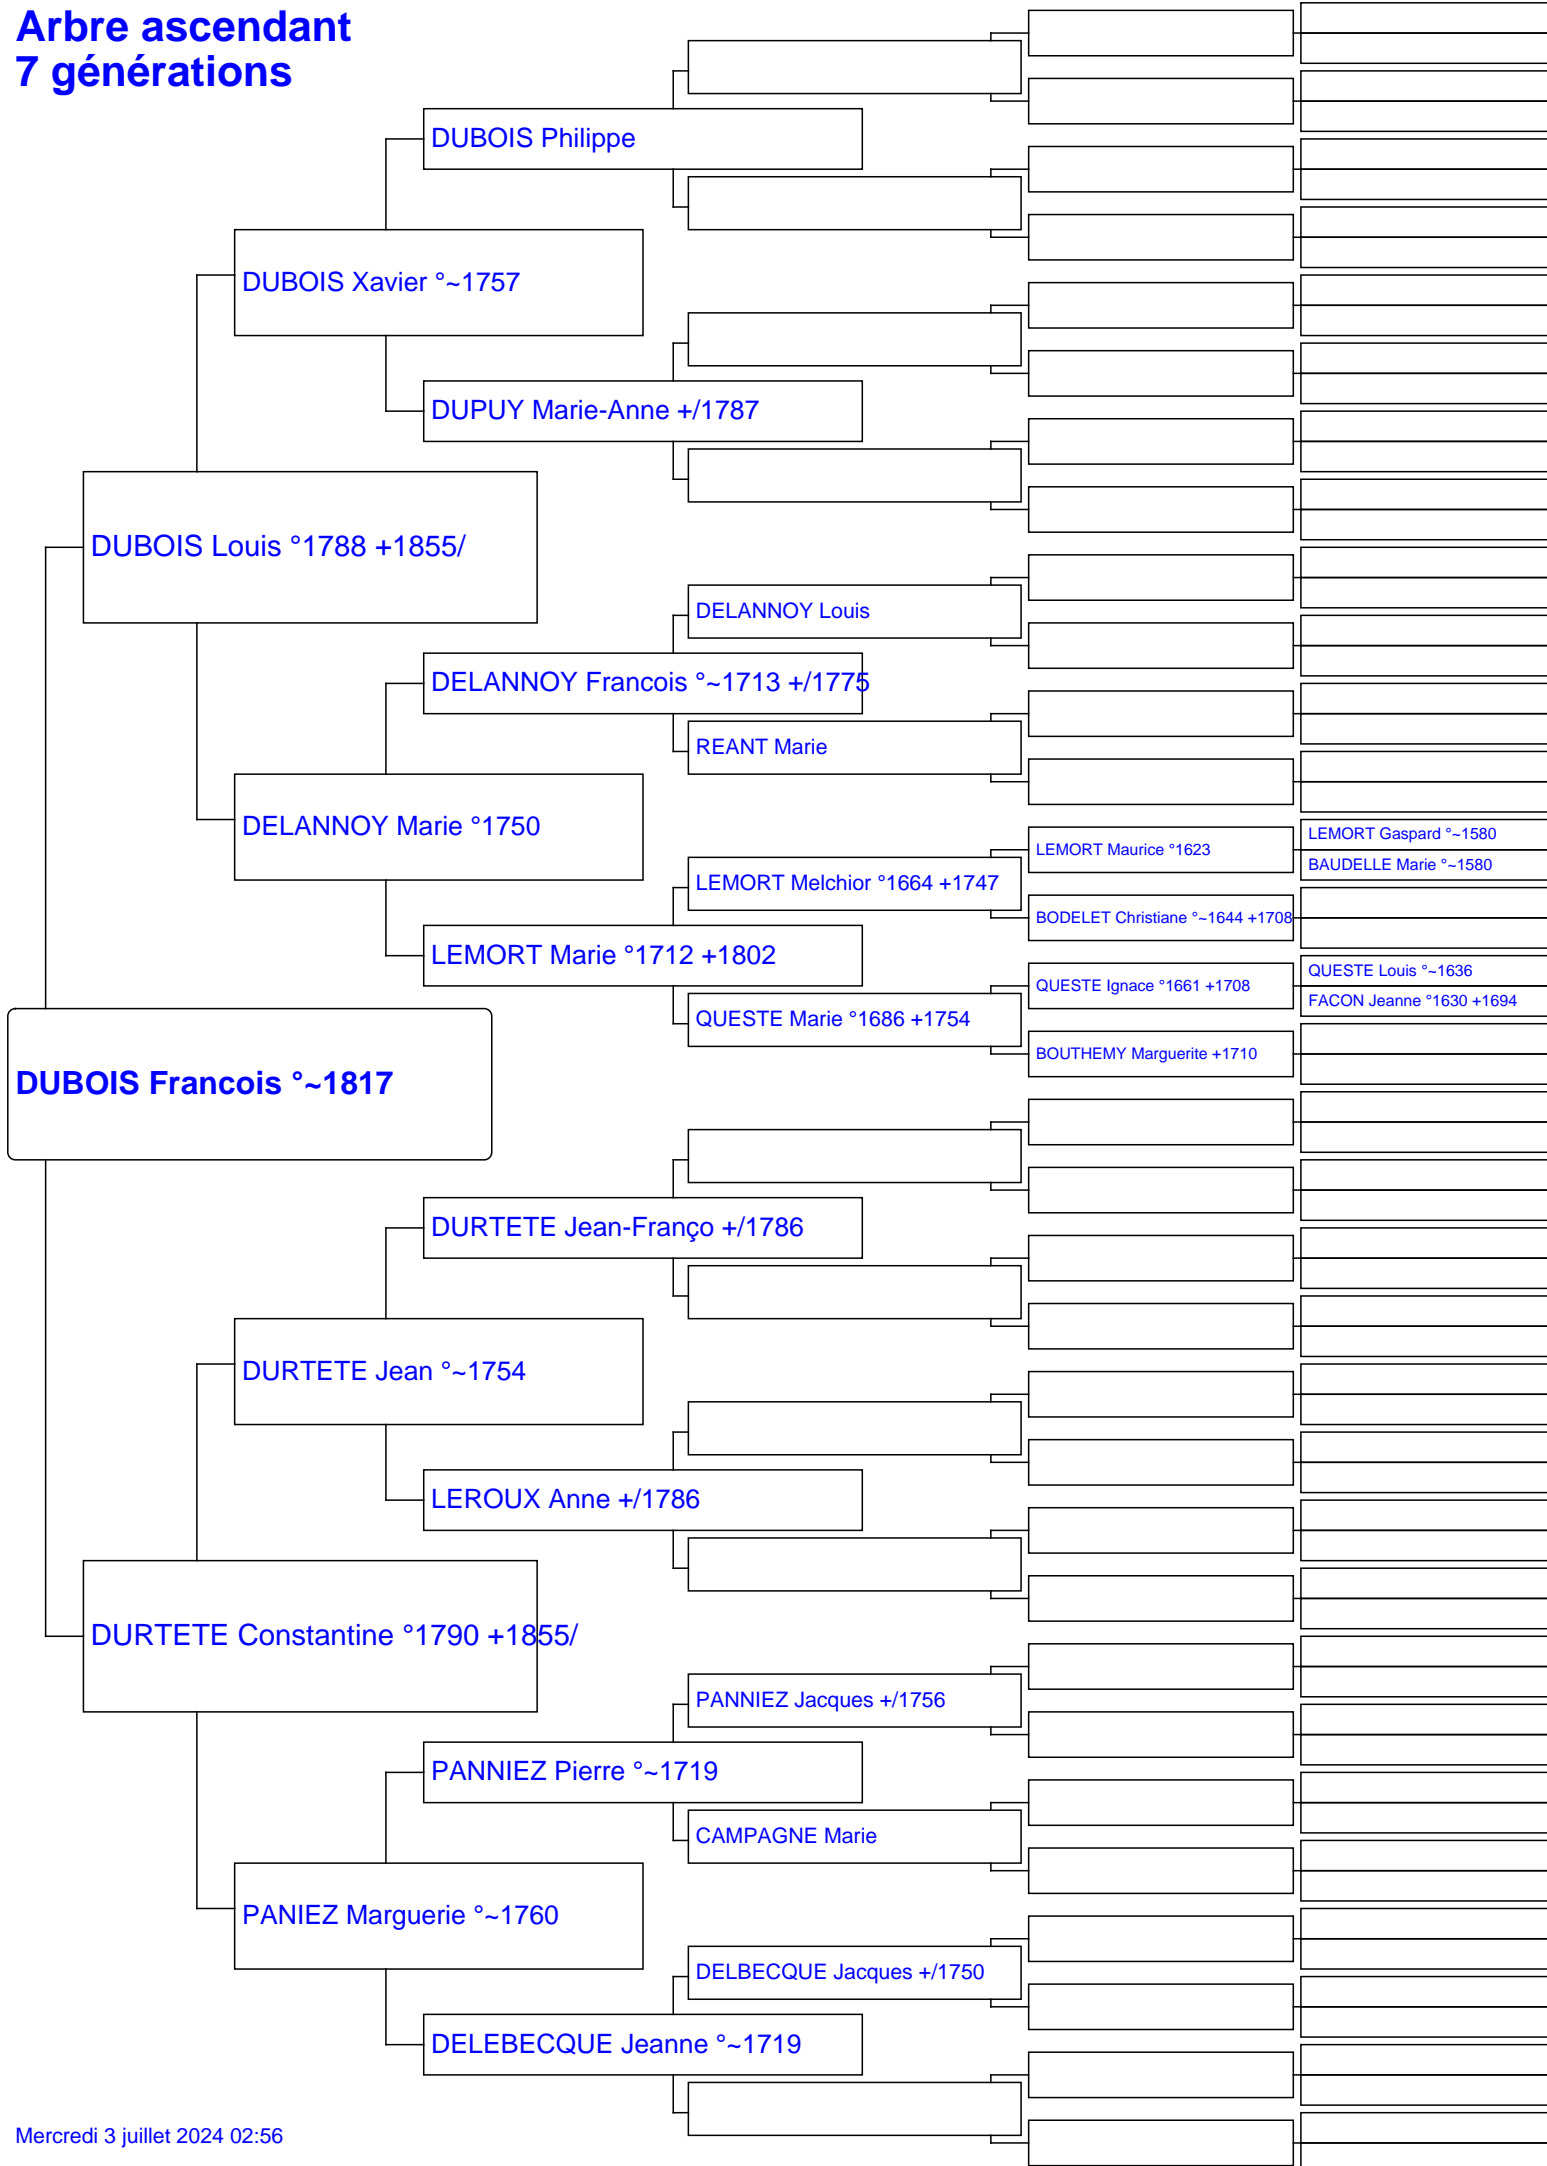 Arbre ascendant
7 générations
DUBOIS Philippe
DUBOIS Xavier °~1757
DUPUY Marie-Anne +/1787
DUBOIS Louis °1788 +1855/
DELANNOY Louis
DELANNOY Francois °~1713 +/1775
REANT Marie
DELANNOY Marie °1750
LEMORT Gaspard °~1580
LEMORT Maurice °1623
BAUDELLE Marie °~1580
LEMORT Melchior °1664 +1747
BODELET Christiane °~1644 +1708
LEMORT Marie °1712 +1802
QUESTE Louis °~1636
QUESTE Ignace °1661 +1708
FACON Jeanne °1630 +1694
QUESTE Marie °1686 +1754
BOUTHEMY Marguerite +1710
DUBOIS Francois °~1817
DURTETE Jean-Franço +/1786
DURTETE Jean °~1754
LEROUX Anne +/1786
DURTETE Constantine °1790 +1855/
PANNIEZ Jacques +/1756
PANNIEZ Pierre °~1719
CAMPAGNE Marie
PANIEZ Marguerie °~1760
DELBECQUE Jacques +/1750
DELEBECQUE Jeanne °~1719
Mercredi 3 juillet 2024 02:56